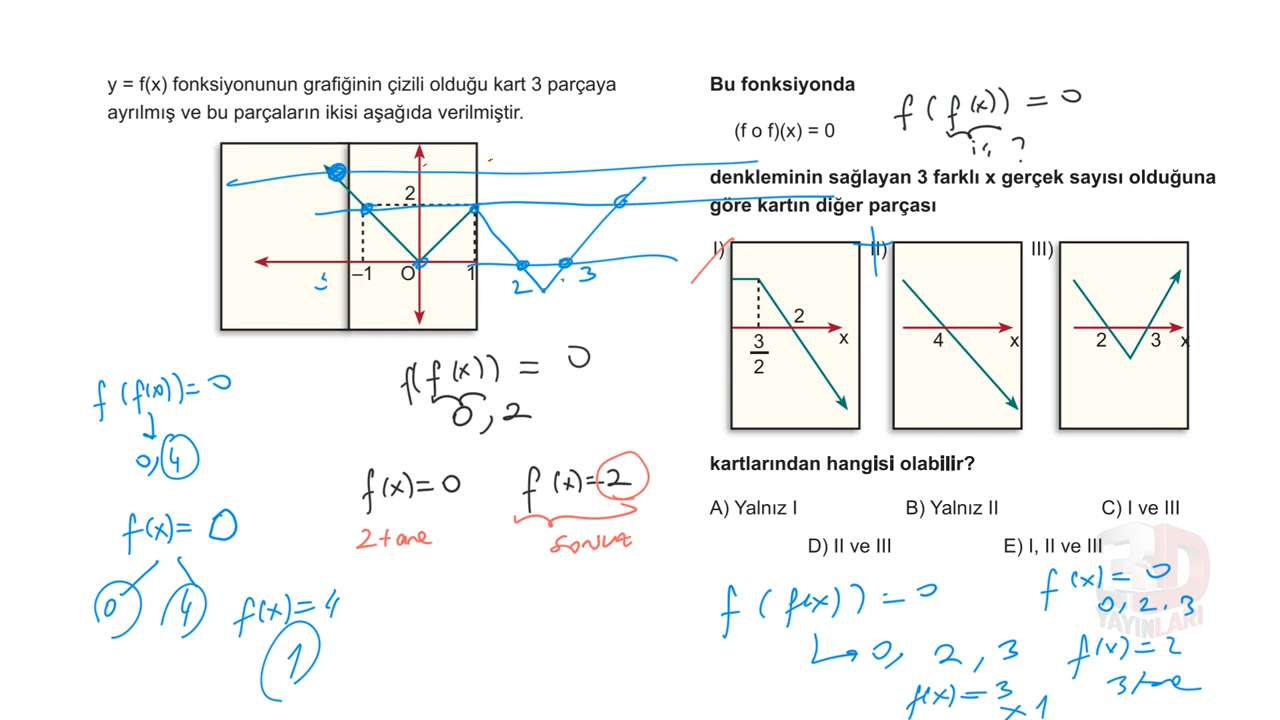 y = f(x) fonksiyonunun grafiğinin çizili olduğu kart 3 parçaya
ayrılmış ve bu parçaların ikisi aşağıda verilmiştir.
2
–1
O
1
2
3
f(f(x)) = 0
0, 4
f(x) = 0
0
4
f(x) = 4
1
f(f(x)) = 0
0, 2
f(x) = 0
2 tane
f(x) = 2
sonuz
Bu fonksiyonda
(f o f)(x) = 0
f(f(x)) = 0
iç ?
denkleminin sağlayan 3 farklı x gerçek sayısı olduğuna
göre kartın diğer parçası
I)
2
x
3
2
II)
4
x
III)
2
3
x
kartlarından hangisi olabilir?
A) Yalnız I
B) Yalnız II
C) I ve III
D) II ve III
E) I, II ve III
3D
YAYINLARI
f(f(x)) = 0
0, 2, 3
f(x) = 3
x 1
f(x) = 0
0, 2, 3
f(x) = 2
3 tane